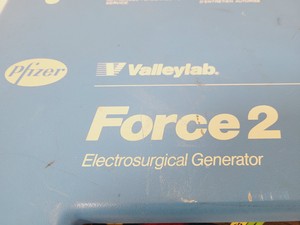 Pfizer
Valleylab.
Force 2
Electrosurgical Generator